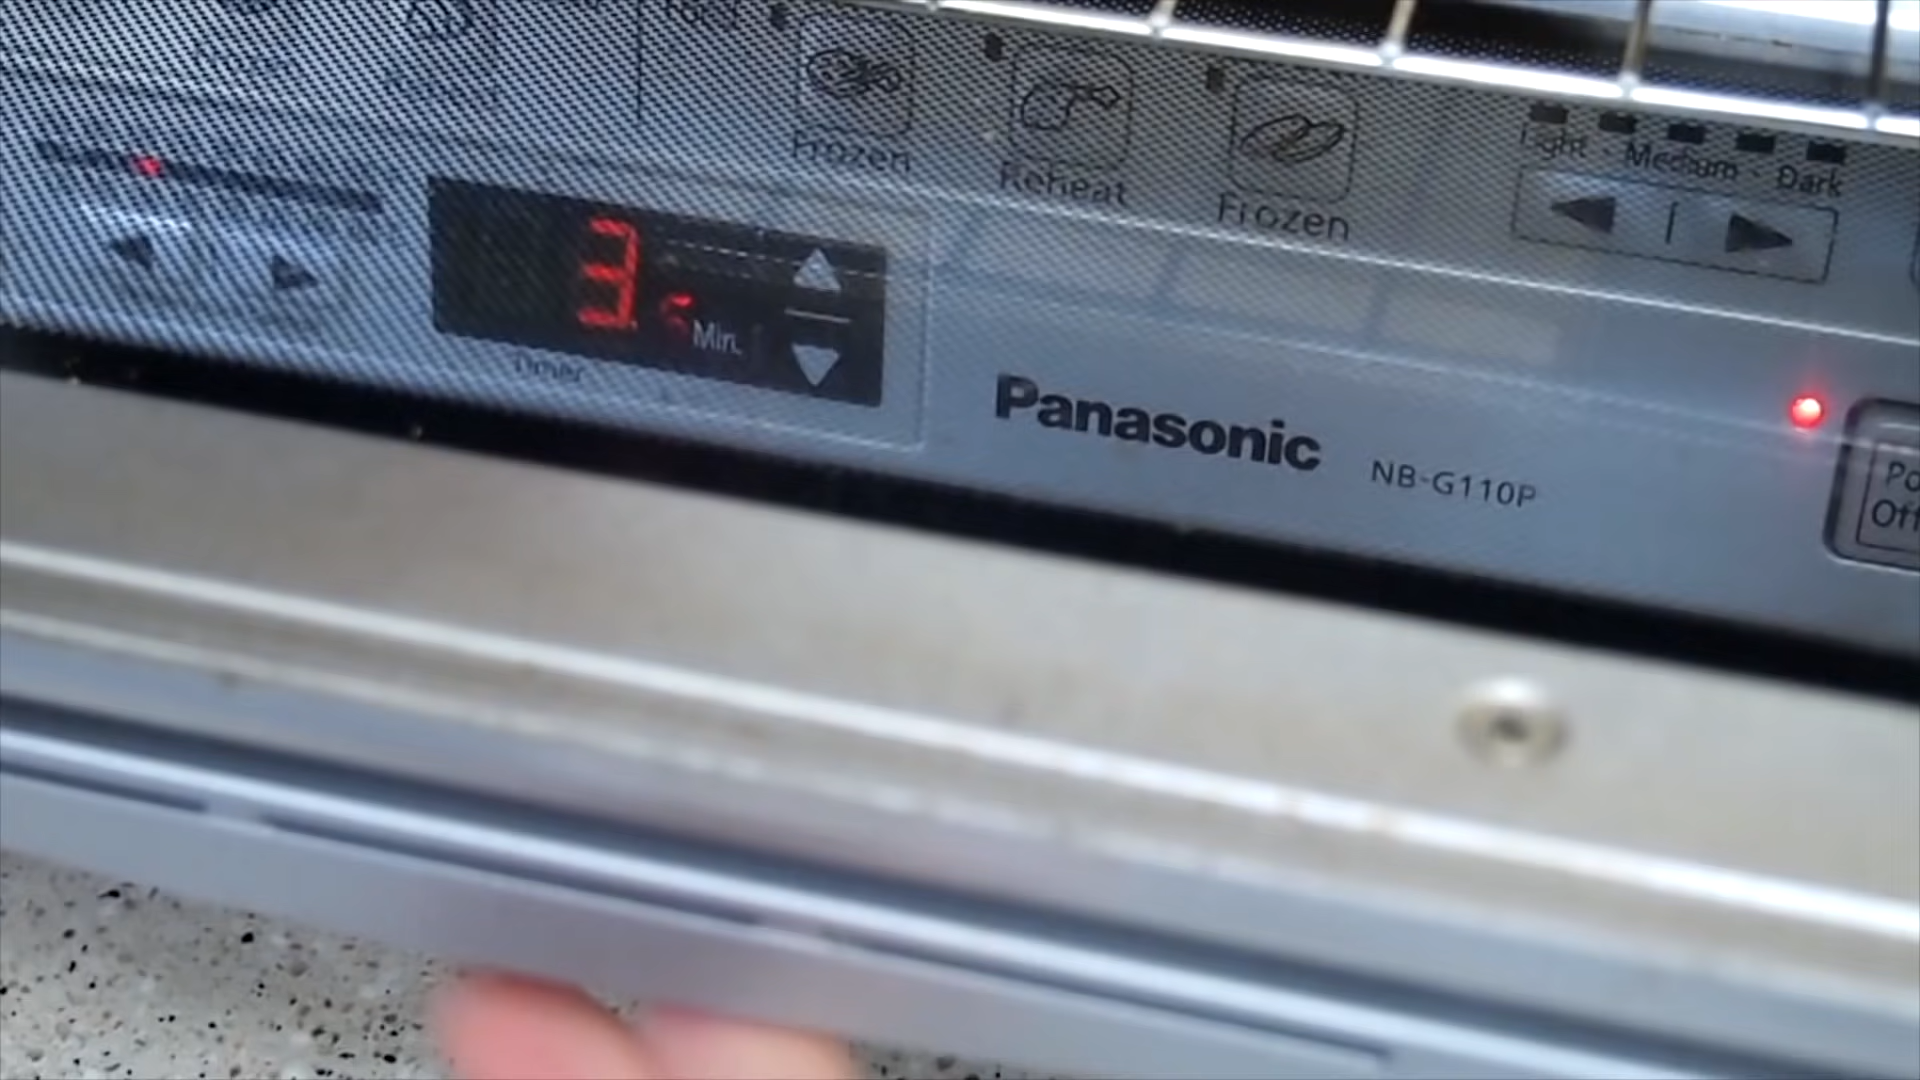 Frozen
Reheat
Frozen
Light - Medium - Dark
3
Min.
Timer
Panasonic
NB-G110P